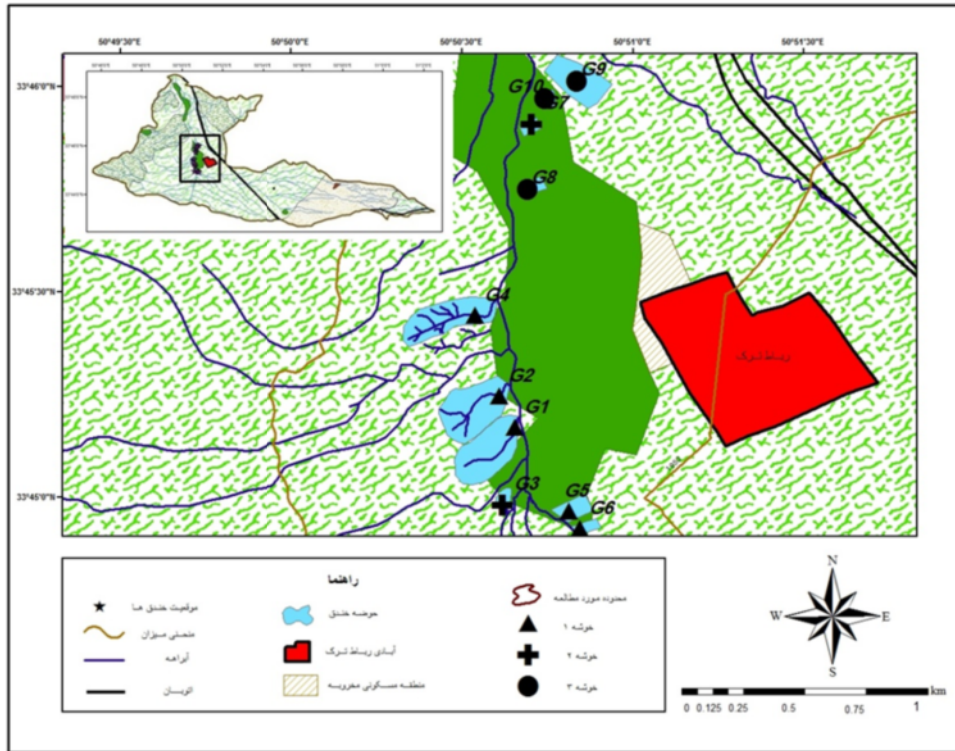 50°49'30"E 50°50'0"E 50°50'30"E 50°51'0"E 50°51'30"E
33°46'0"N
33°45'30"N
33°45'0"N
G9
G10
G7
G8
G4
G2
G1
G3
G5
G6
رباط ترک
راهنما
موقعیت خندق ها
منحنی میزان
آبراهه
اتوبان
حوضه خندق
آبادی رباط ترک
منطقه مسکونی مخروبه
محدوده مورد مطالعه
خوشه ۱
خوشه ۲
خوشه ۳
N
W E
S
km
0 0.125 0.25 0.5 0.75 1